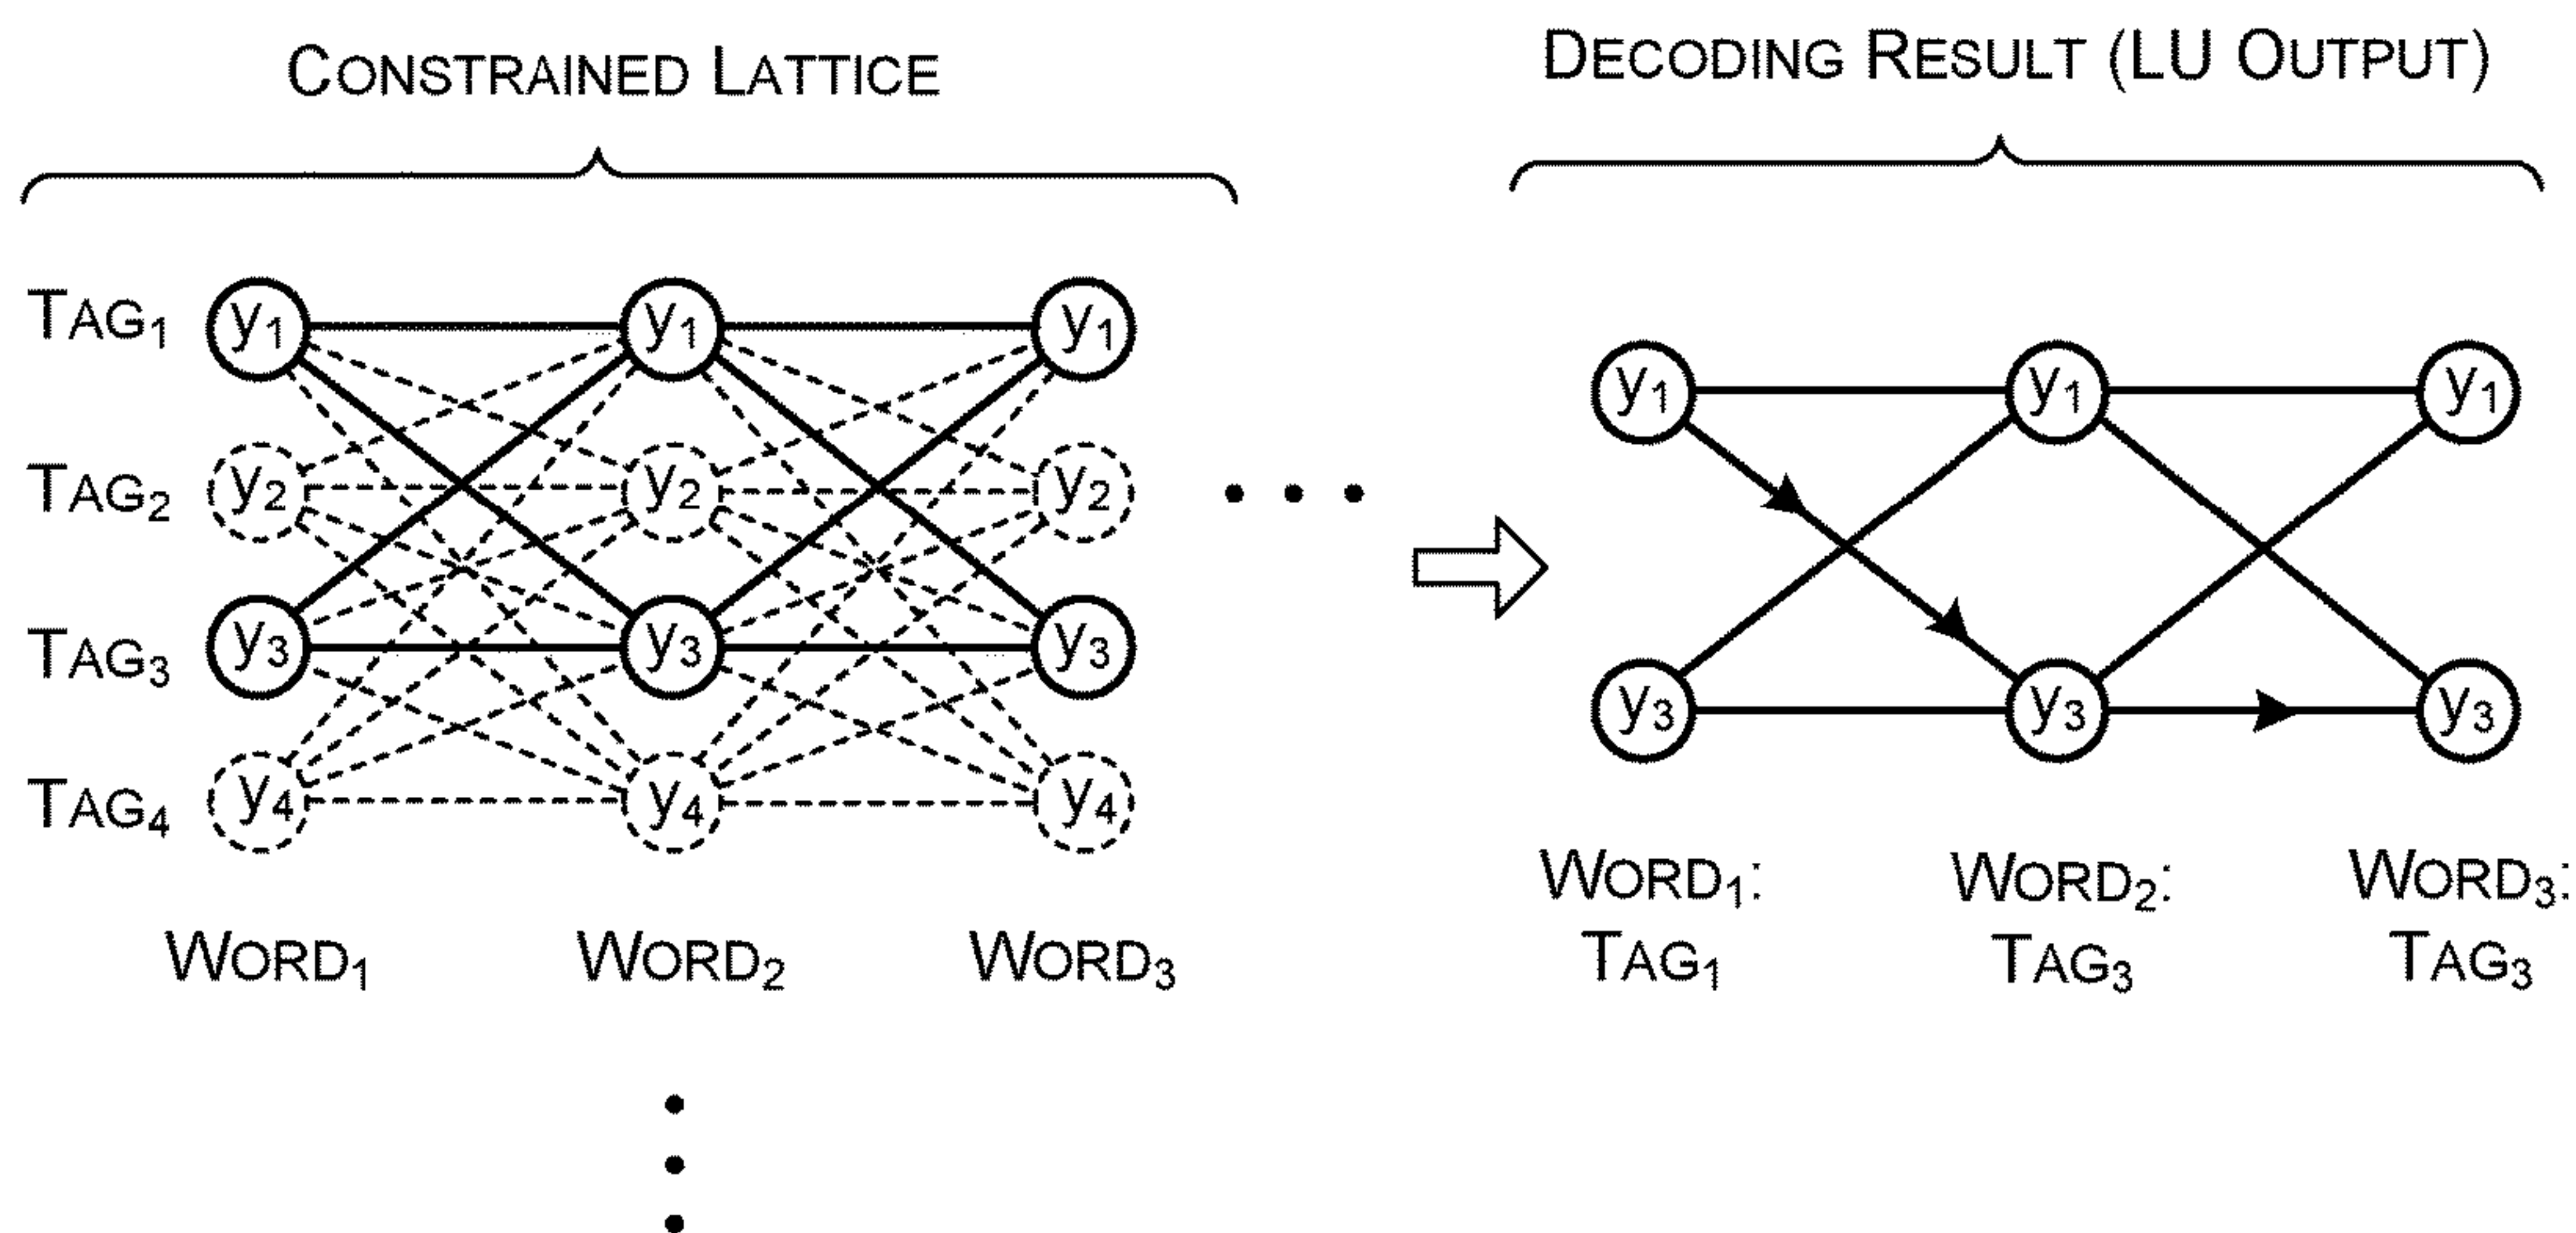 CONSTRAINED LATTICE
TAG₁ y₁ y₁ y₁
TAG₂ y₂ y₂ y₂
TAG₃ y₃ y₃ y₃
TAG₄ y₄ y₄ y₄
WORD₁ WORD₂ WORD₃
DECODING RESULT (LU OUTPUT)
y₁ y₁ y₁
y₃ y₃ y₃
WORD₁: WORD₂: WORD₃:
TAG₁ TAG₃ TAG₃